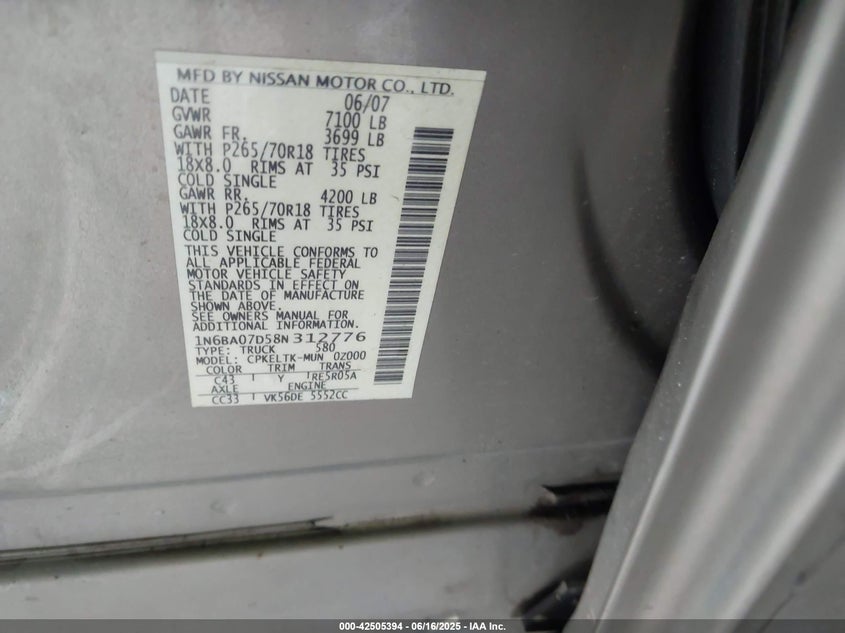 MFD BY NISSAN MOTOR CO., LTD.
DATE 06/07
GVWR 7100 LB
GAWR FR. 3699 LB
WITH P265/70R18 TIRES
18X8.0 RIMS AT 35 PSI
COLD SINGLE
GAWR RR. 4200 LB
WITH P265/70R18 TIRES
18X8.0 RIMS AT 35 PSI
COLD SINGLE
THIS VEHICLE CONFORMS TO
ALL APPLICABLE FEDERAL
MOTOR VEHICLE SAFETY
STANDARDS IN EFFECT ON
THE DATE OF MANUFACTURE
SHOWN ABOVE.
SEE OWNERS MANUAL FOR
ADDITIONAL INFORMATION.
1N6BA07D58N312776
TYPE: TRUCK 580
MODEL: CPKELTK-MUN 0Z000
COLOR TRIM TRANS
C43 Y RE5R05A
AXLE ENGINE
CC33 VK56DE 5552CC
000-42505394 - 06/16/2025 - IAA Inc.